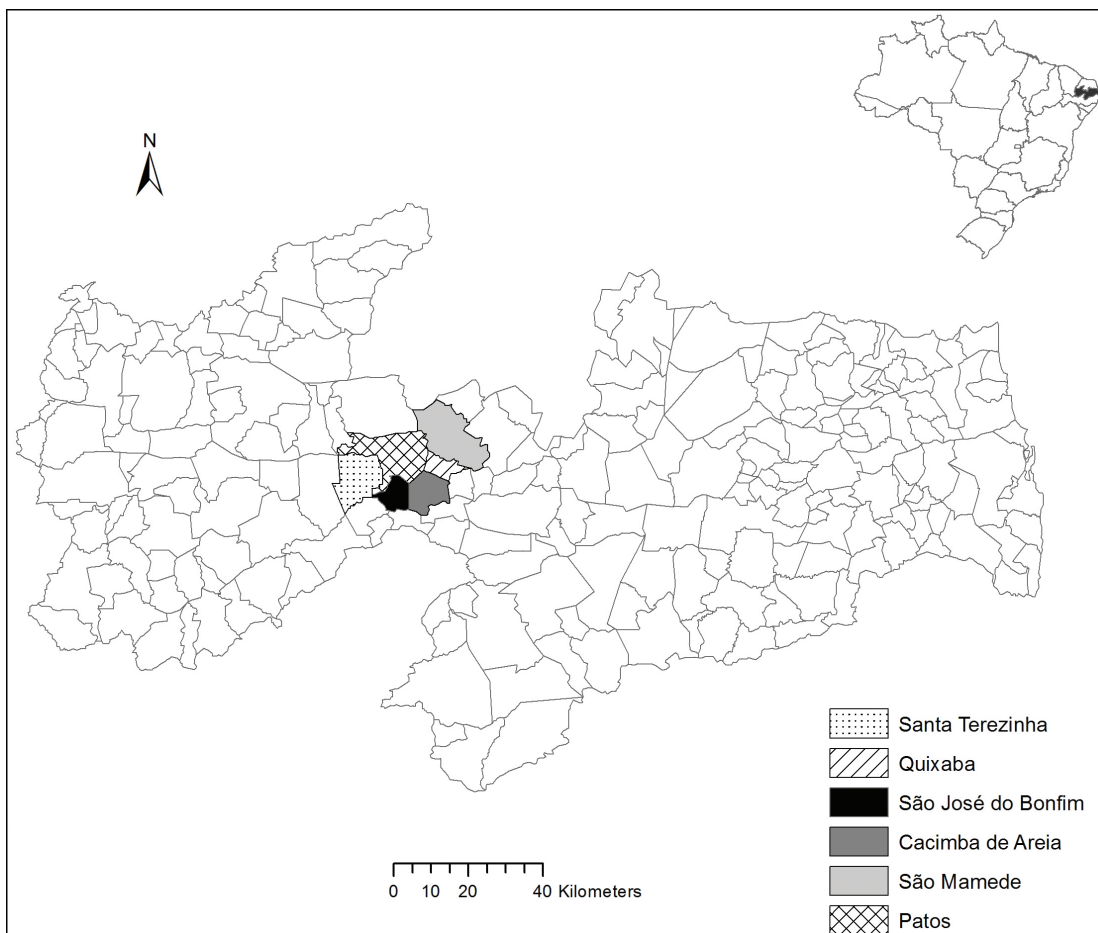 N
Santa Terezinha
Quixaba
São José do Bonfim
Cacimba de Areia
São Mamede
Patos
0 10 20 40 Kilometers